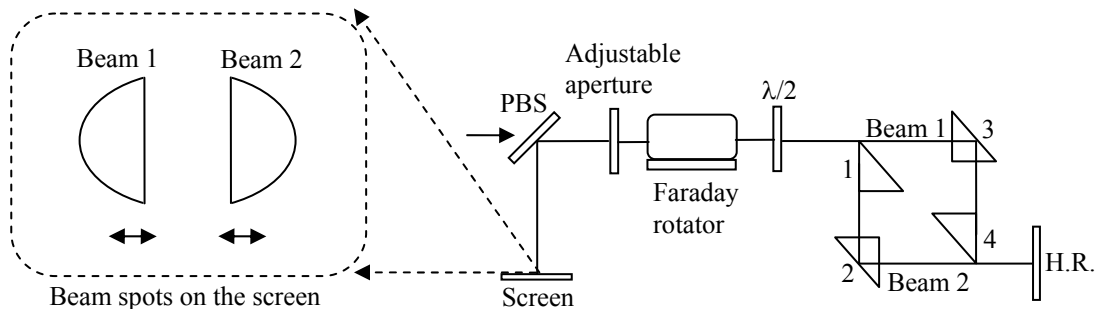 Beam 1
Beam 2
Beam spots on the screen
PBS
Adjustable
aperture
Faraday
rotator
λ/2
Beam 1
1
3
2
4
Beam 2
H.R.
Screen